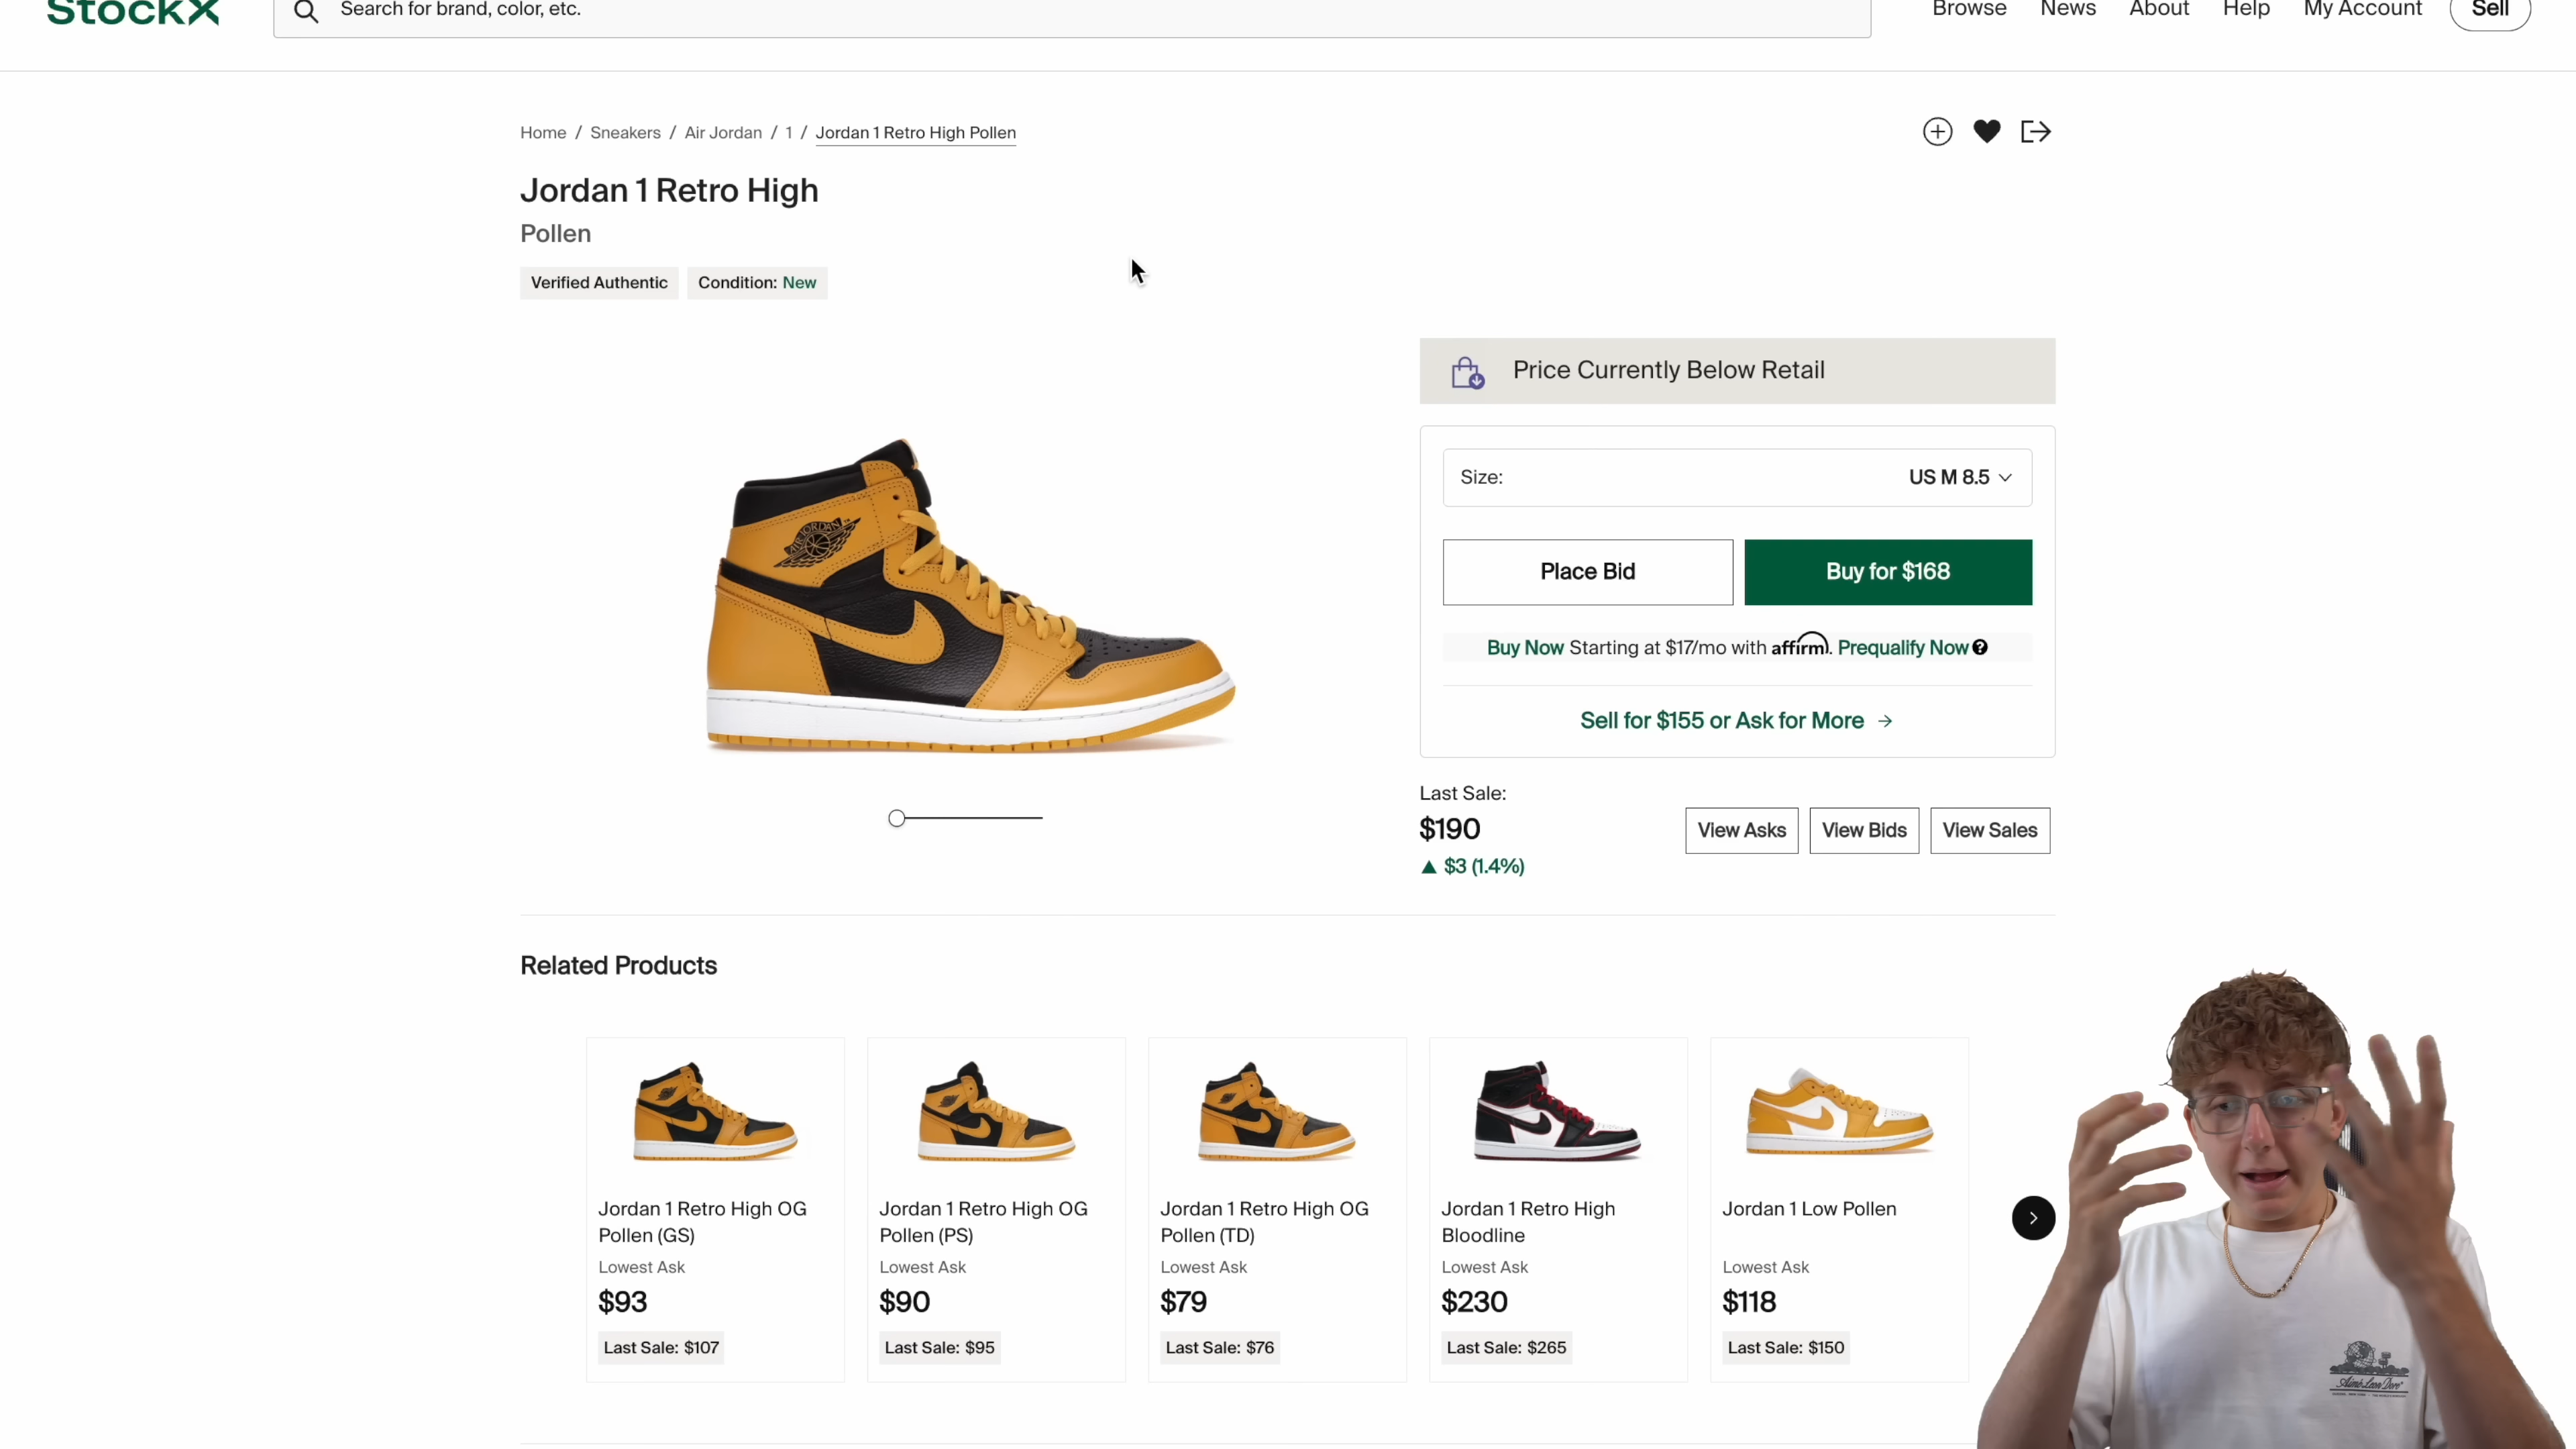 StockX
Search for brand, color, etc.
Browse News About Help My Account Sell
Home / Sneakers / Air Jordan / 1 / Jordan 1 Retro High Pollen
Jordan 1 Retro High
Pollen
Verified Authentic Condition: New
Price Currently Below Retail
AIR JORDAN
Size: US M 8.5
Place Bid Buy for $168
Buy Now Starting at $17/mo with affirm. Prequalify Now
Sell for $155 or Ask for More →
Last Sale:
$190
▲ $3 (1.4%)
View Asks View Bids View Sales
Related Products
Jordan 1 Retro High OG
Pollen (GS)
Lowest Ask
$93
Last Sale: $107
Jordan 1 Retro High OG
Pollen (PS)
Lowest Ask
$90
Last Sale: $95
Jordan 1 Retro High OG
Pollen (TD)
Lowest Ask
$79
Last Sale: $76
Jordan 1 Retro High
Bloodline
Lowest Ask
$230
Last Sale: $265
Jordan 1 Low Pollen
Lowest Ask
$118
Last Sale: $150
Aimé Leon Dore